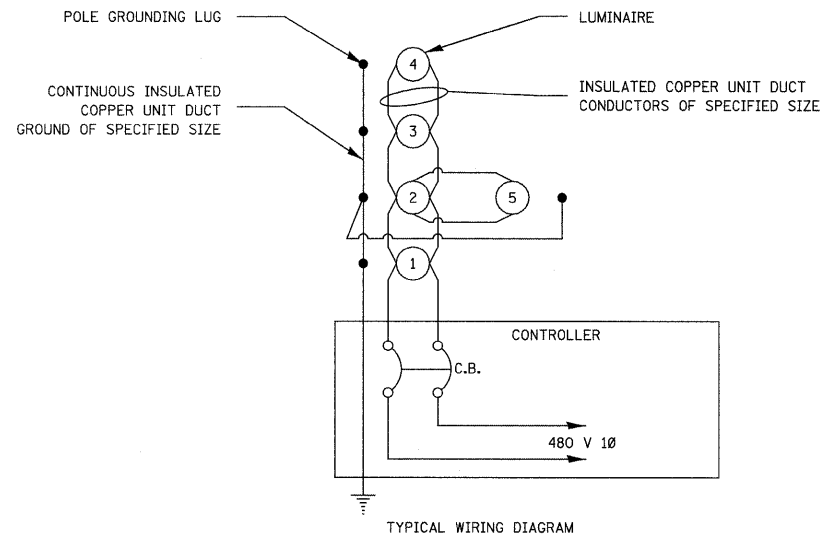 POLE GROUNDING LUG
LUMINAIRE
4
CONTINUOUS INSULATED
COPPER UNIT DUCT
GROUND OF SPECIFIED SIZE
INSULATED COPPER UNIT DUCT
CONDUCTORS OF SPECIFIED SIZE
3
2
5
1
CONTROLLER
C.B.
480 V 1Ø
TYPICAL WIRING DIAGRAM